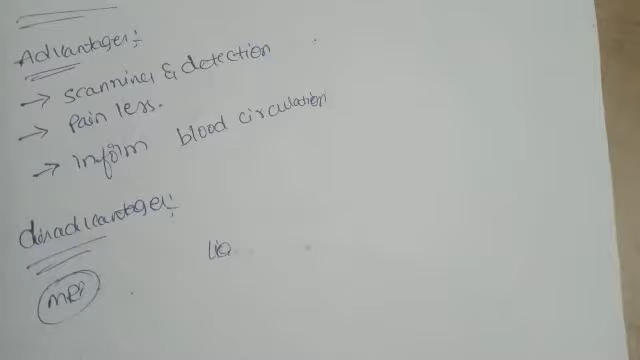 Advantages:-
→ Scanning & detection
→ Pain less.
→ inform blood circulation
disadvantages:-
MRI